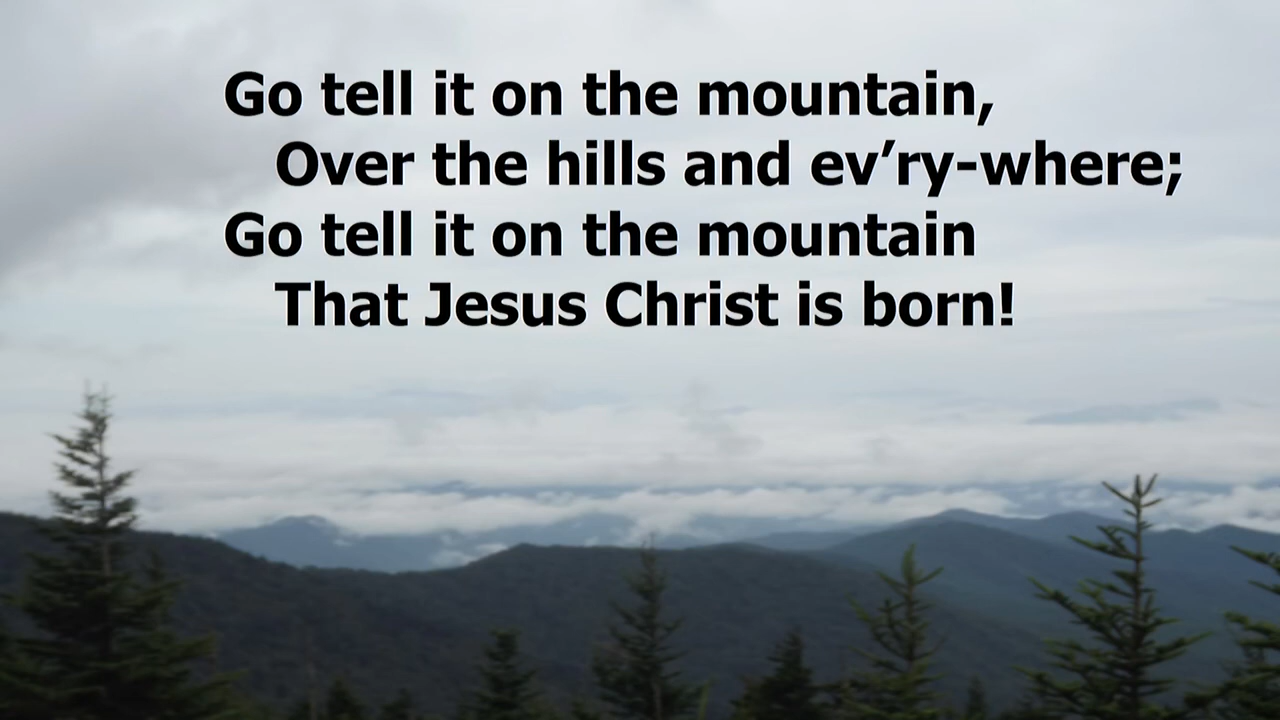 Go tell it on the mountain,
Over the hills and ev’ry-where;
Go tell it on the mountain
That Jesus Christ is born!